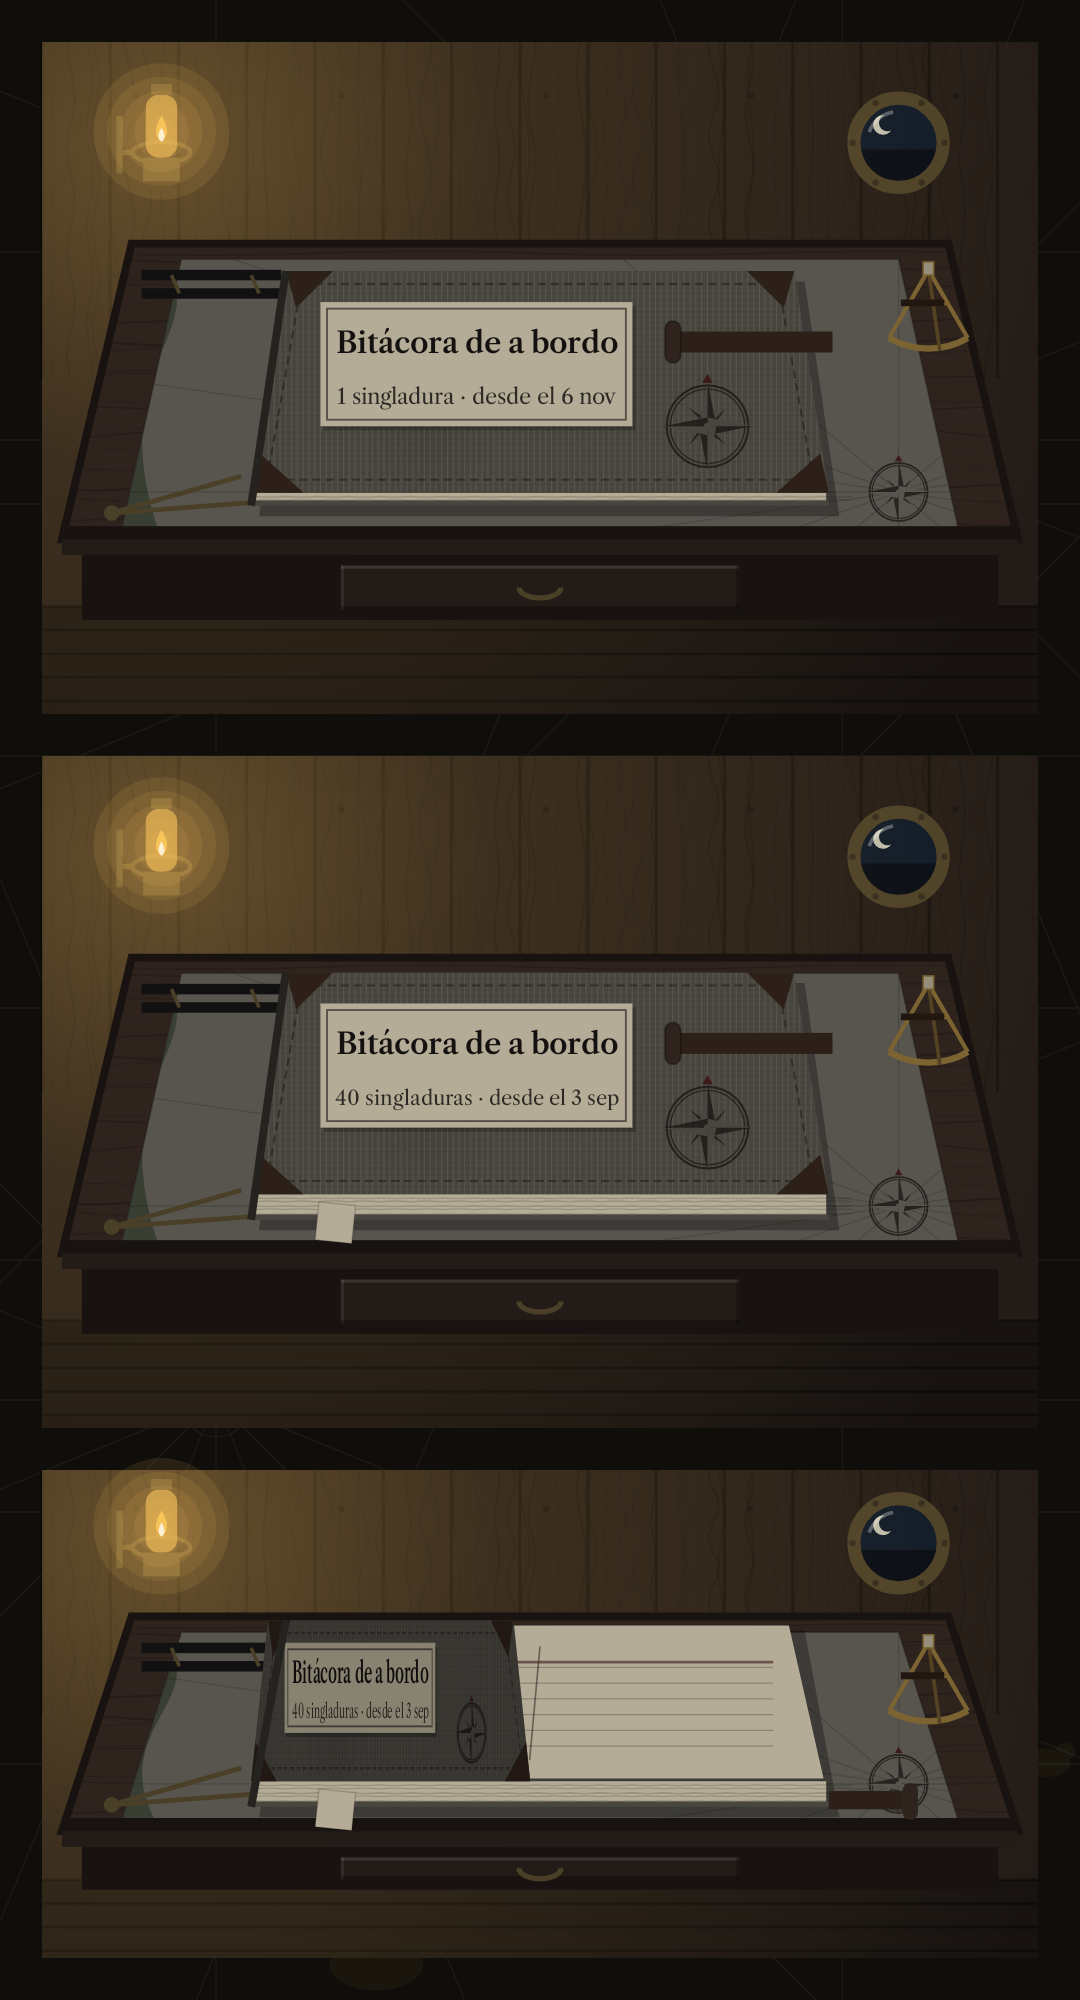 Bitácora de a bordo
1 singladura · desde el 6 nov
Bitácora de a bordo
40 singladuras · desde el 3 sep
Bitácora de a bordo
40 singladuras · desde el 3 sep